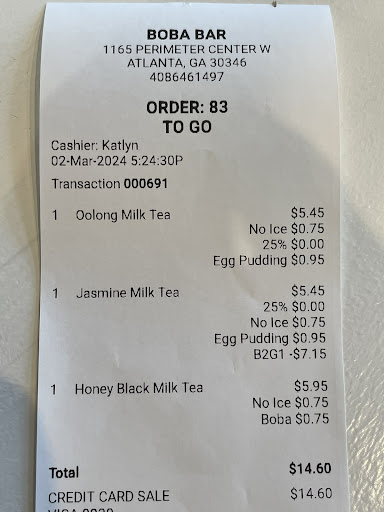 BOBA BAR
1165 PERIMETER CENTER W
ATLANTA, GA 30346
4086461497
ORDER: 83
TO GO
Cashier: Katlyn
02-Mar-2024 5:24:30P
Transaction 000691
1 Oolong Milk Tea $5.45
No Ice $0.75
25% $0.00
Egg Pudding $0.95
1 Jasmine Milk Tea $5.45
25% $0.00
No Ice $0.75
Egg Pudding $0.95
B2G1 -$7.15
1 Honey Black Milk Tea $5.95
No Ice $0.75
Boba $0.75
Total $14.60
CREDIT CARD SALE $14.60
VISA